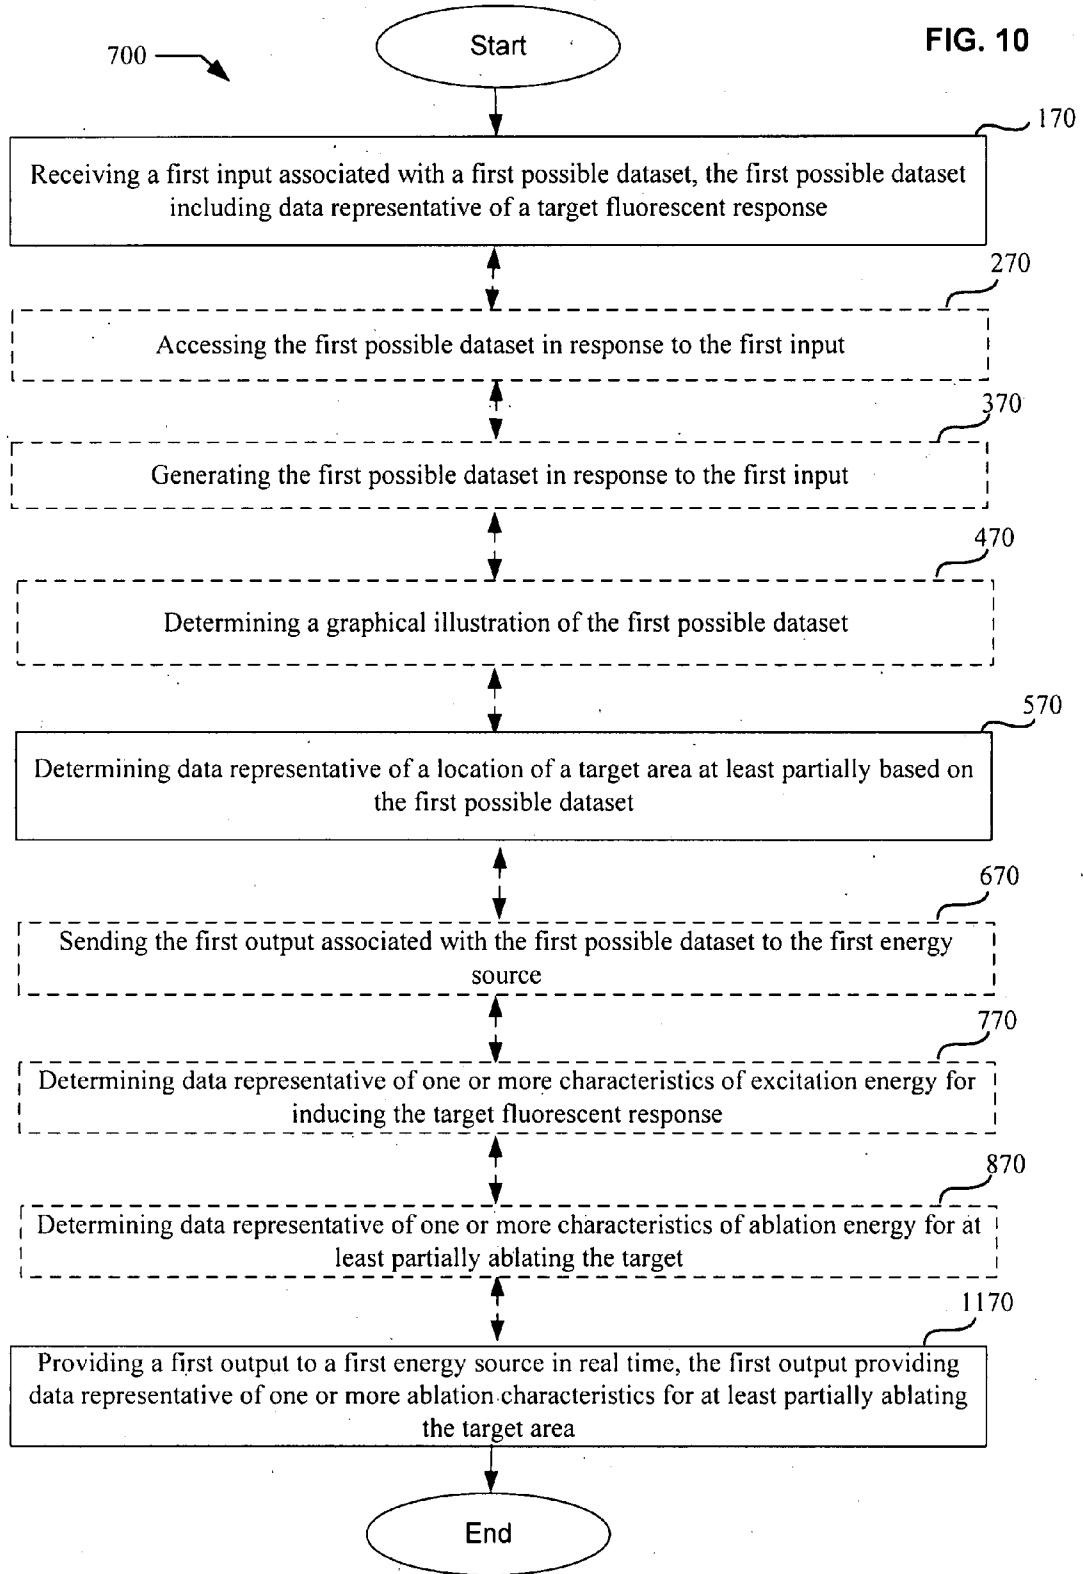 Start
FIG. 10
700
170
Receiving a first input associated with a first possible dataset, the first possible dataset
including data representative of a target fluorescent response
270
Accessing the first possible dataset in response to the first input
370
Generating the first possible dataset in response to the first input
470
Determining a graphical illustration of the first possible dataset
570
Determining data representative of a location of a target area at least partially based on
the first possible dataset
670
Sending the first output associated with the first possible dataset to the first energy
source
770
Determining data representative of one or more characteristics of excitation energy for
inducing the target fluorescent response
870
Determining data representative of one or more characteristics of ablation energy for at
least partially ablating the target
1170
Providing a first output to a first energy source in real time, the first output providing
data representative of one or more ablation characteristics for at least partially ablating
the target area
End